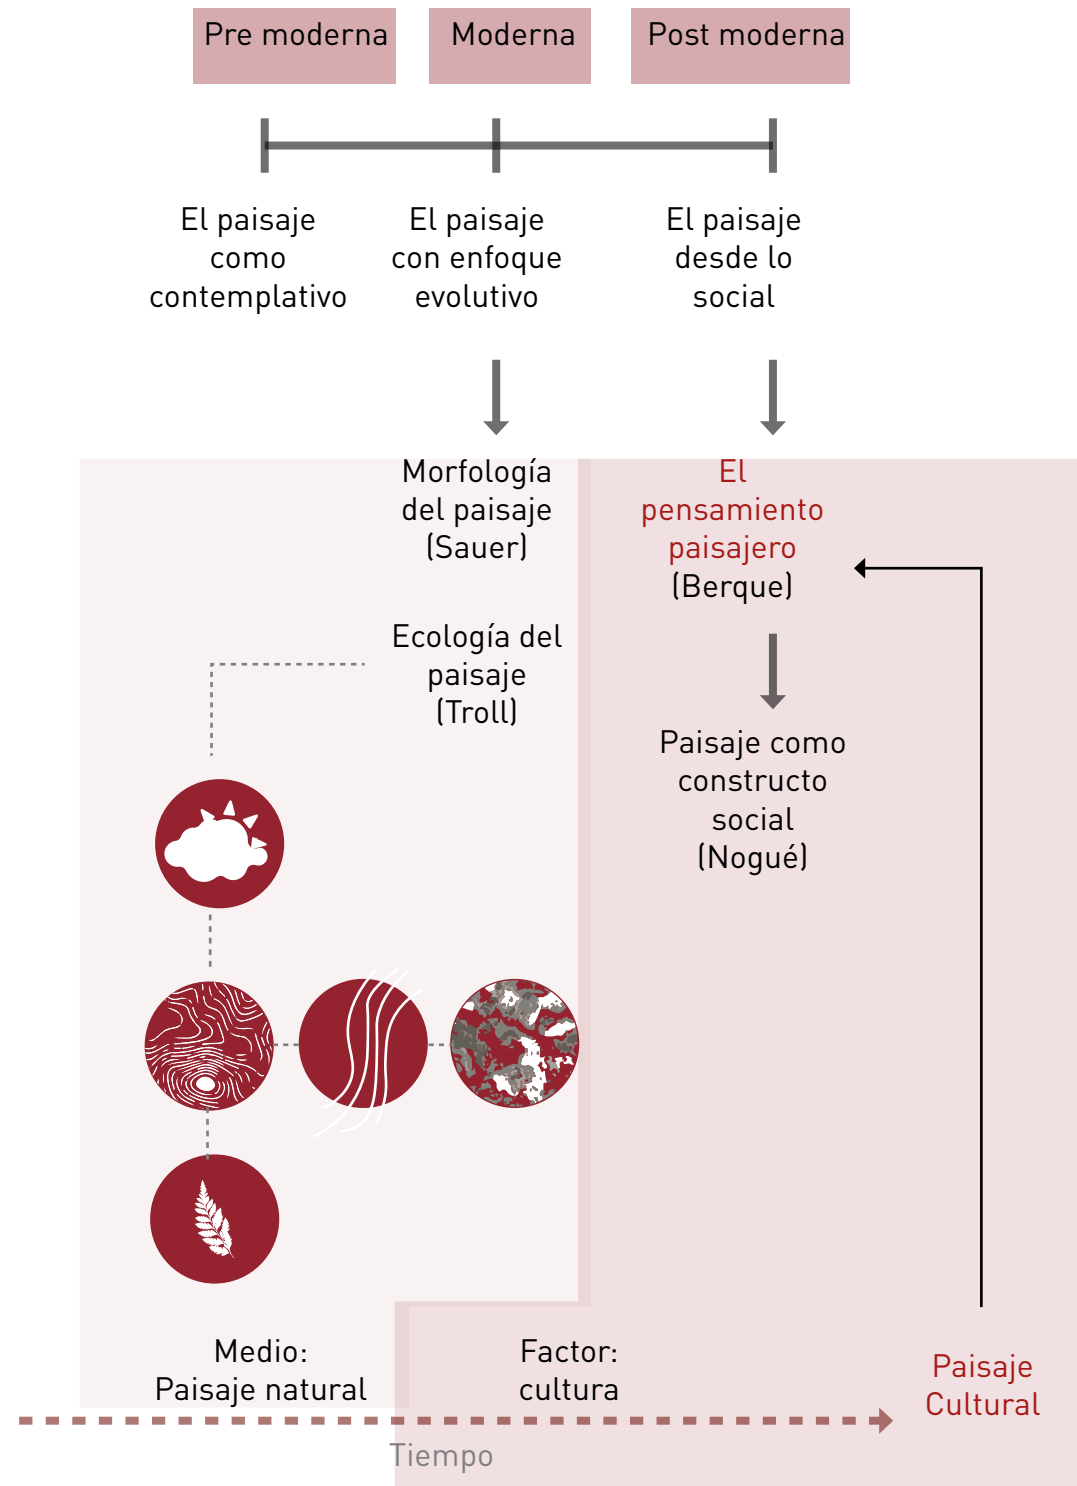 Pre moderna
Moderna
Post moderna
El paisaje
como
contemplativo
El paisaje
con enfoque
evolutivo
El paisaje
desde lo
social
Morfología
del paisaje
(Sauer)
El
pensamiento
paisajero
(Berque)
Ecología del
paisaje
(Troll)
Paisaje como
constructo
social
(Nogué)
Medio:
Paisaje natural
Factor:
cultura
Paisaje
Cultural
Tiempo